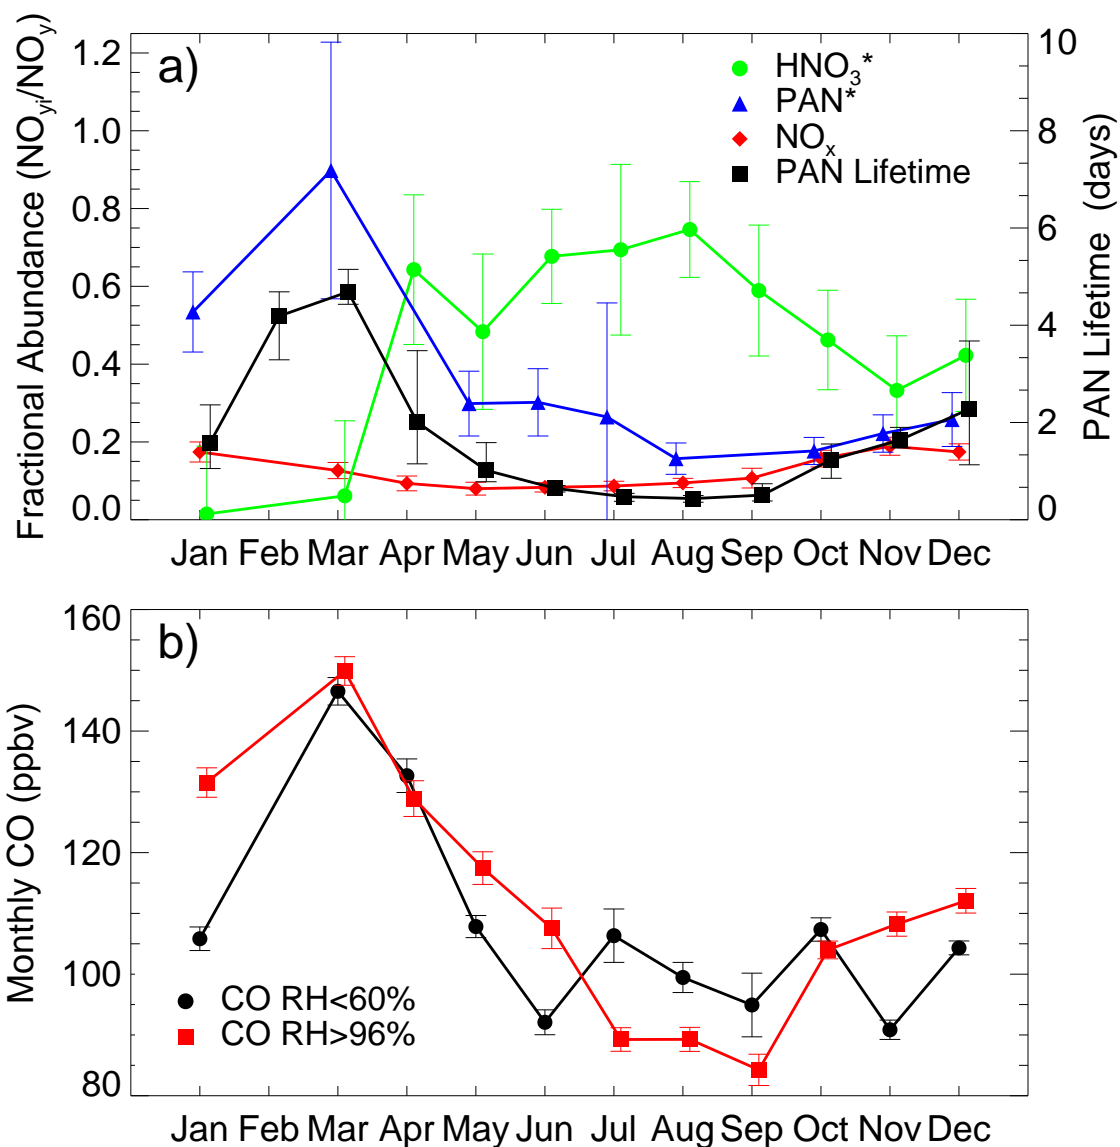 a)
HNO3*
PAN*
NOx
PAN Lifetime
Fractional Abundance (NOyi/NOy)
1.2
1.0
0.8
0.6
0.4
0.2
0.0
PAN Lifetime (days)
10
8
6
4
2
0
Jan Feb Mar Apr May Jun Jul Aug Sep Oct Nov Dec
b)
Monthly CO (ppbv)
160
140
120
100
80
CO RH<60%
CO RH>96%
Jan Feb Mar Apr May Jun Jul Aug Sep Oct Nov Dec